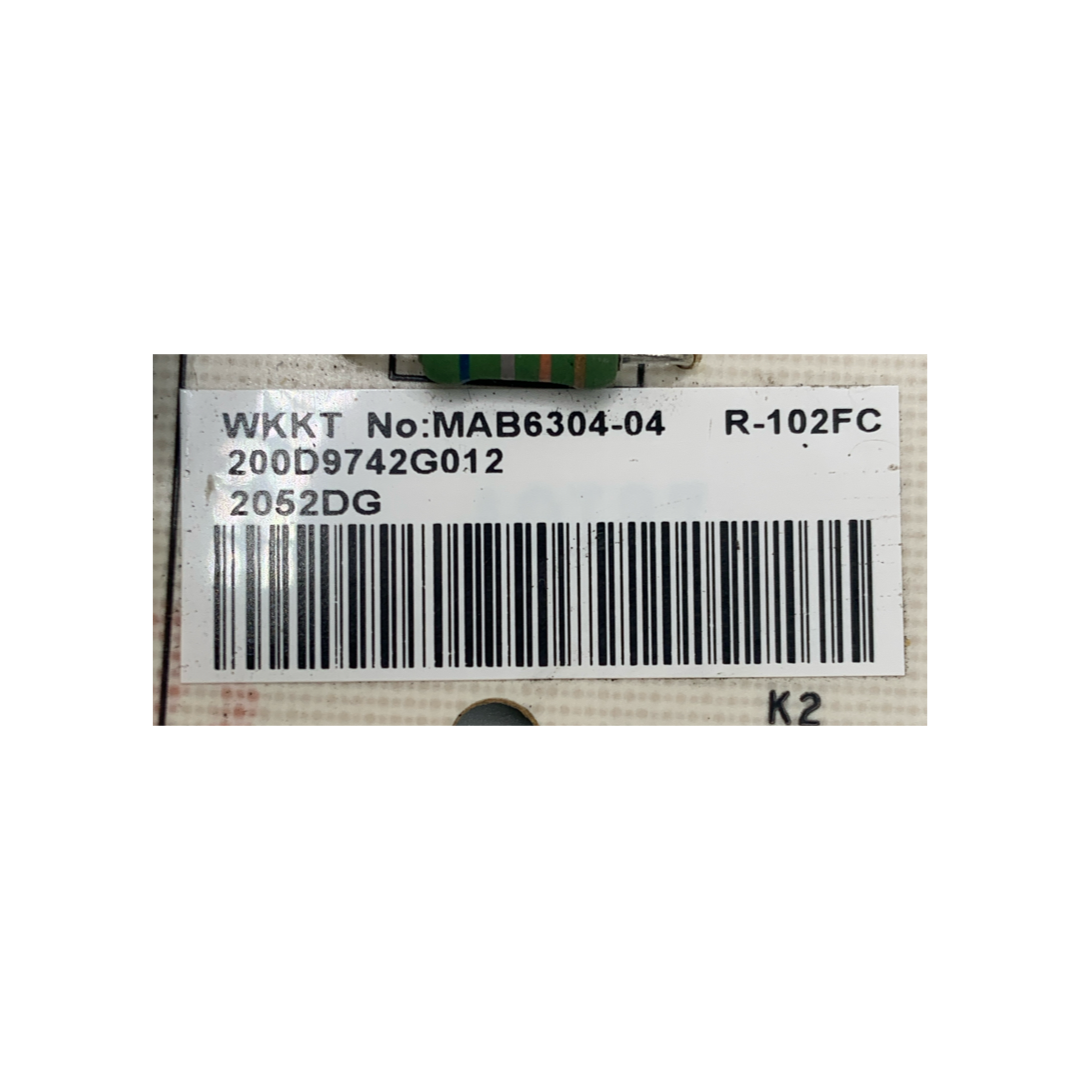 WKKT No:MAB6304-04 R-102FC
200D9742G012
2052DG
K2